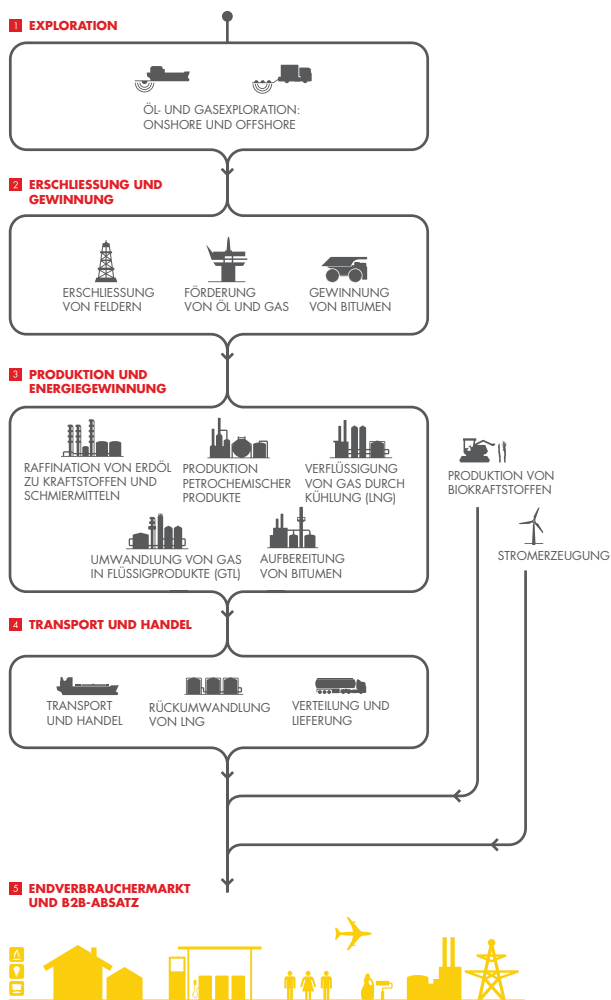 1 EXPLORATION
ÖL- UND GASEXPLORATION:
ONSHORE UND OFFSHORE
2 ERSCHLIESSUNG UND
GEWINNUNG
ERSCHLIESSUNG
VON FELDERN
FÖRDERUNG
VON ÖL UND GAS
GEWINNUNG
VON BITUMEN
3 PRODUKTION UND
ENERGIEGEWINNUNG
RAFFINATION VON ERDÖL
ZU KRAFTSTOFFEN UND
SCHMIERMITTELN
PRODUKTION
PETROCHEMISCHER
PRODUKTE
VERFLÜSSIGUNG
VON GAS DURCH
KÜHLUNG (LNG)
PRODUKTION VON
BIOKRAFTSTOFFEN
UMWANDLUNG VON GAS
IN FLÜSSIGPRODUKTE (GTL)
AUFBEREITUNG
VON BITUMEN
STROMERZEUGUNG
4 TRANSPORT UND HANDEL
TRANSPORT
UND HANDEL
RÜCKUMWANDLUNG
VON LNG
VERTEILUNG UND
LIEFERUNG
5 ENDVERBRAUCHERMARKT
UND B2B-ABSATZ